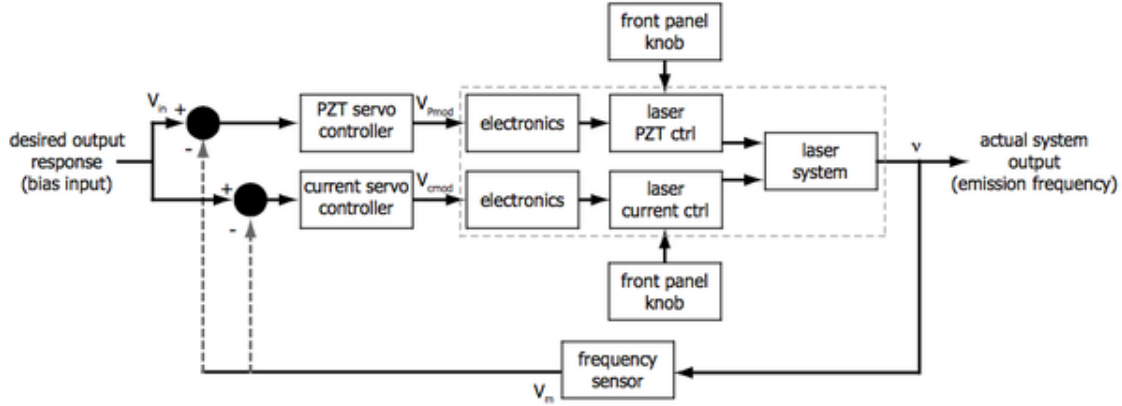 front panel
knob
V_in
+
-
PZT servo
controller
V_Pmod
electronics
laser
PZT ctrl
desired output
response
(bias input)
laser
system
ν
actual system
output
(emission frequency)
+
-
current servo
controller
V_cmod
electronics
laser
current ctrl
front panel
knob
frequency
sensor
V_m